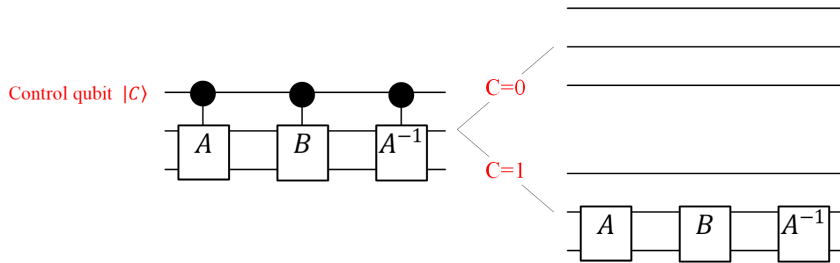 C=0
Control qubit |C⟩
A B A⁻¹
C=1
A B A⁻¹